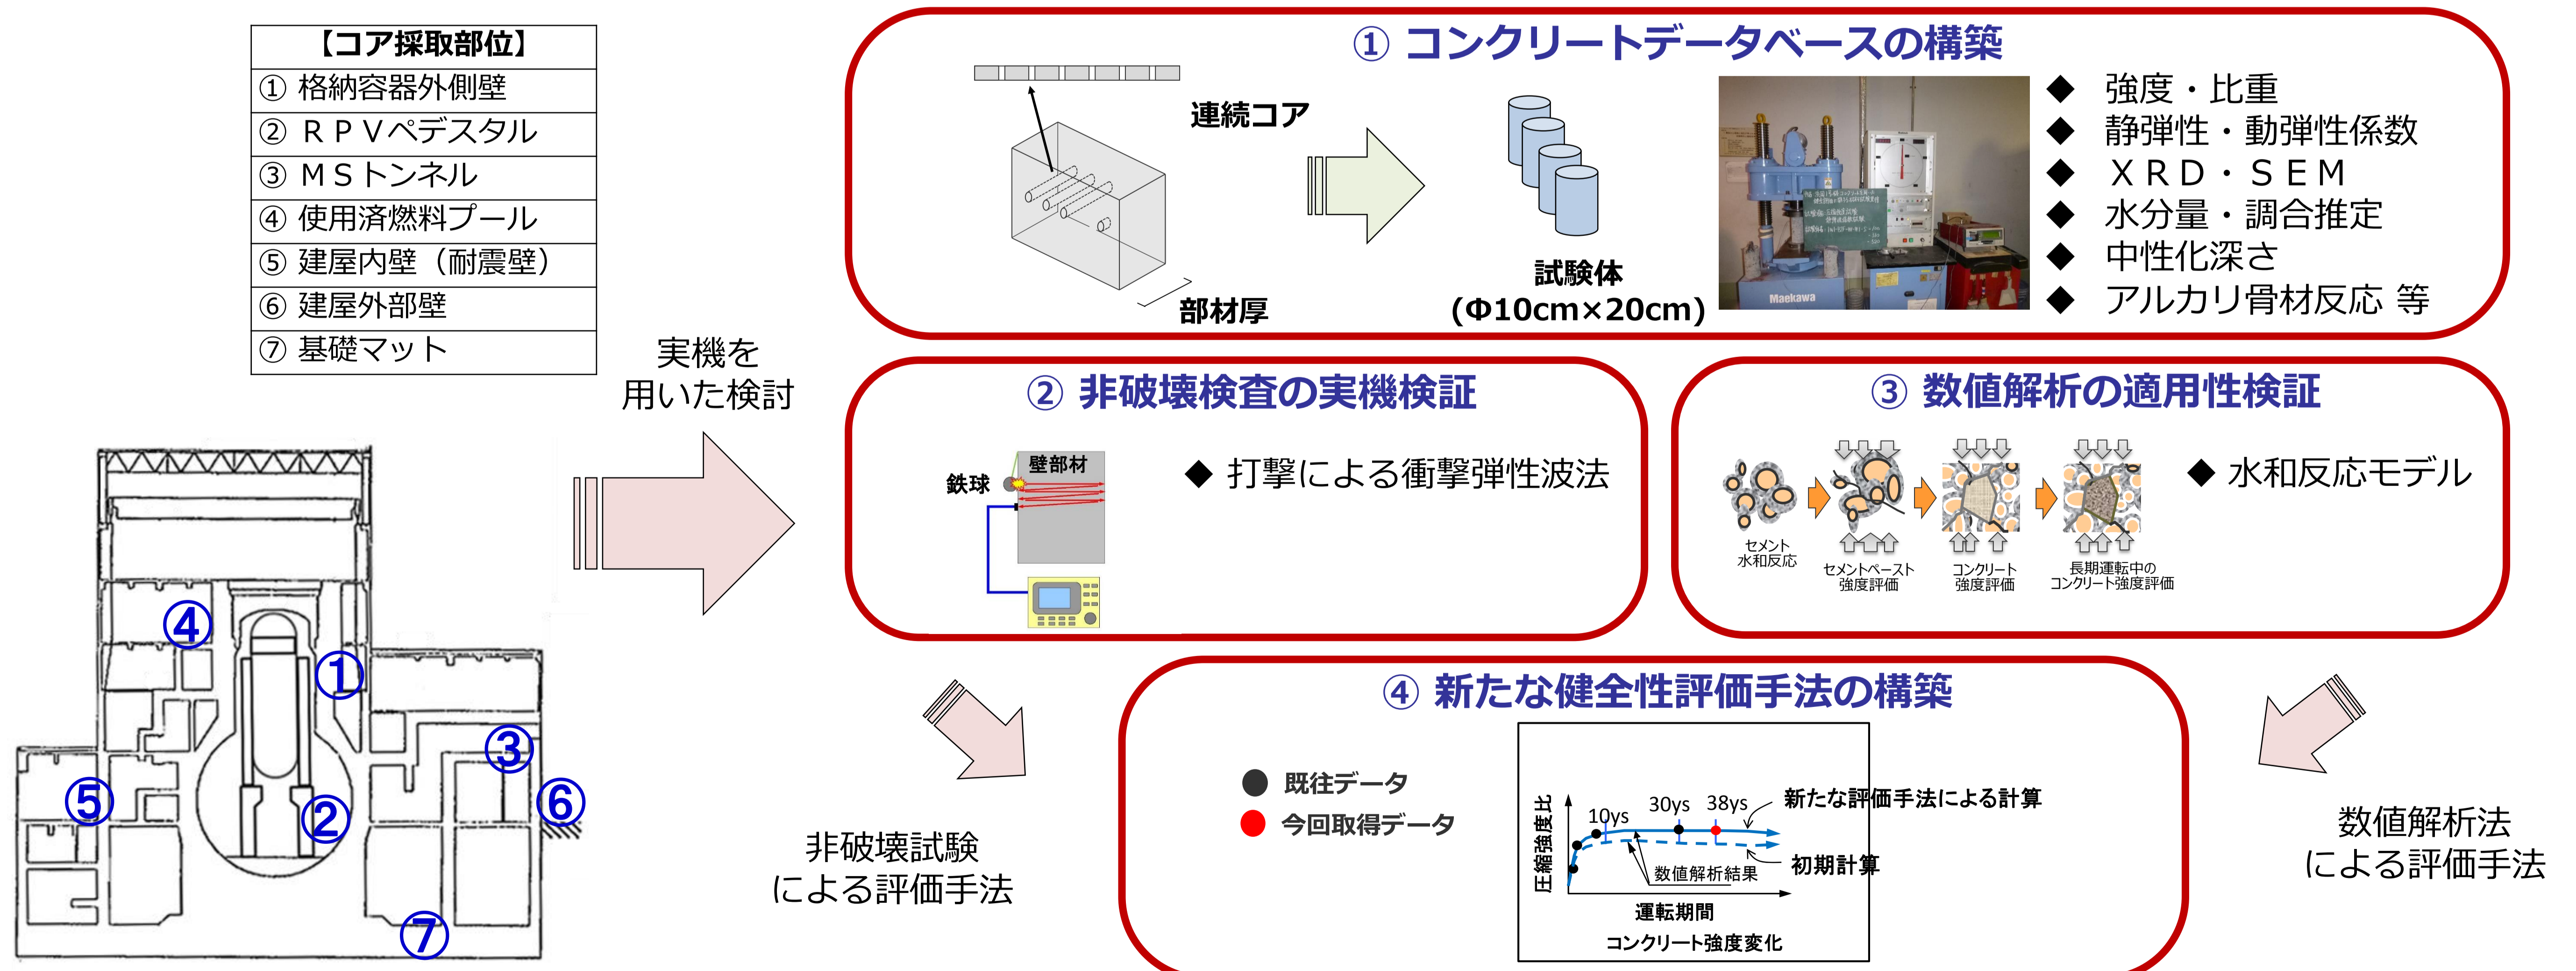 【コア採取部位】
① 格納容器外側壁
② ＲＰＶペデスタル
③ ＭＳトンネル
④ 使用済燃料プール
⑤ 建屋内壁（耐震壁）
⑥ 建屋外部壁
⑦ 基礎マット
④
①
③
⑤
②
⑥
⑦
実機を
用いた検討
① コンクリートデータベースの構築
連続コア
部材厚
試験体
(Φ10cm×20cm)
Maekawa
◆ 強度・比重
◆ 静弾性・動弾性係数
◆ ＸＲＤ・ＳＥＭ
◆ 水分量・調合推定
◆ 中性化深さ
◆ アルカリ骨材反応 等
② 非破壊検査の実機検証
鉄球
壁部材
◆ 打撃による衝撃弾性波法
③ 数値解析の適用性検証
セメント
水和反応
セメントペースト
強度評価
コンクリート
強度評価
長期運転中の
コンクリート強度評価
◆ 水和反応モデル
非破壊試験
による評価手法
数値解析法
による評価手法
④ 新たな健全性評価手法の構築
● 既往データ
● 今回取得データ
圧縮強度比
10ys
30ys
38ys
新たな評価手法による計算
初期計算
数値解析結果
運転期間
コンクリート強度変化